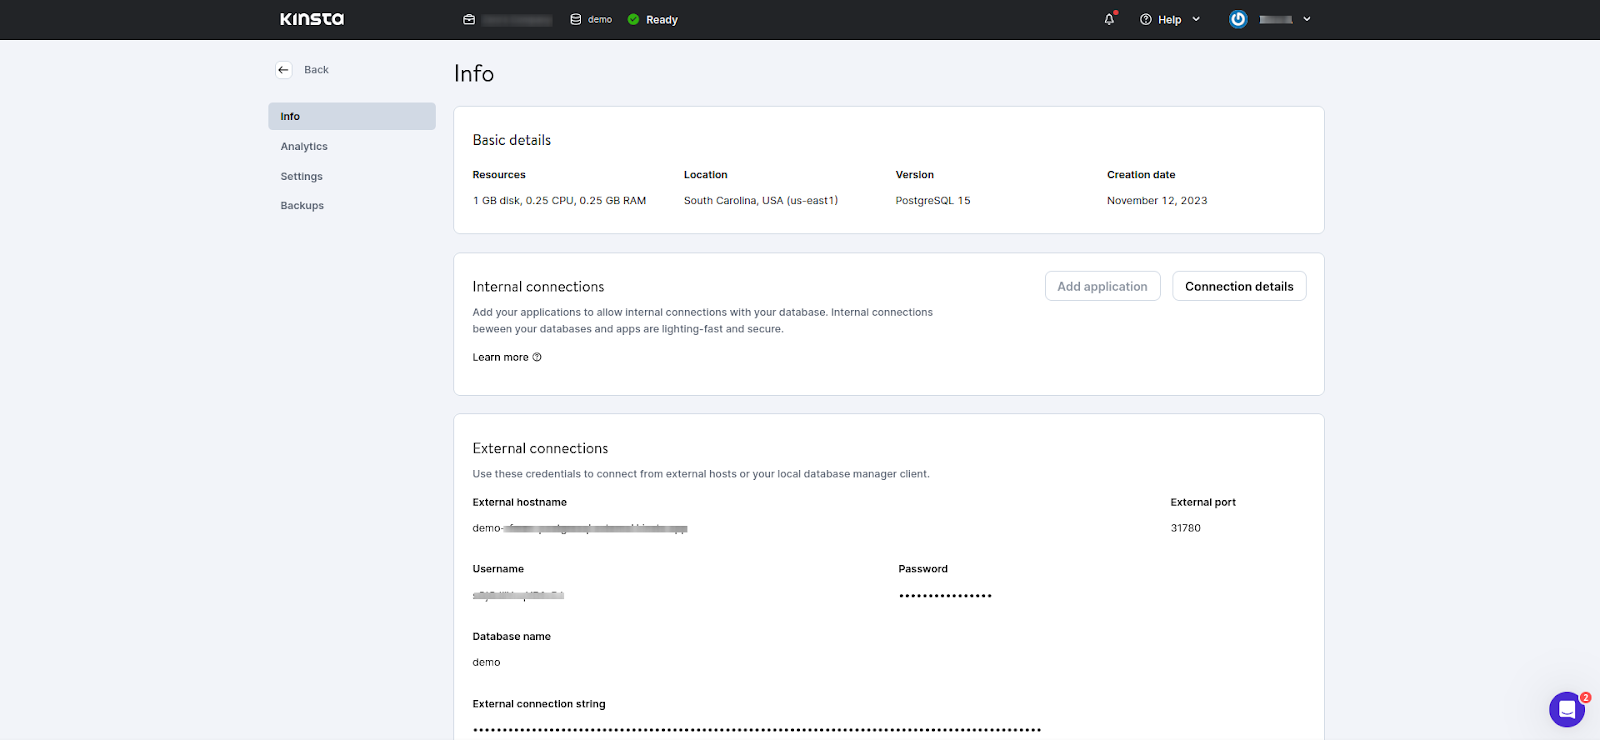 Kinsta
demo
Ready
Help
Back
Info
Analytics
Settings
Backups
Info
Basic details
Resources Location Version Creation date
1 GB disk, 0.25 CPU, 0.25 GB RAM South Carolina, USA (us-east1) PostgreSQL 15 November 12, 2023
Internal connections
Add application Connection details
Add your applications to allow internal connections with your database. Internal connections
beween your databases and apps are lighting-fast and secure.
Learn more
External connections
Use these credentials to connect from external hosts or your local database manager client.
External hostname External port
demo- 31780
Username Password
••••••••••••••••
Database name
demo
External connection string
2